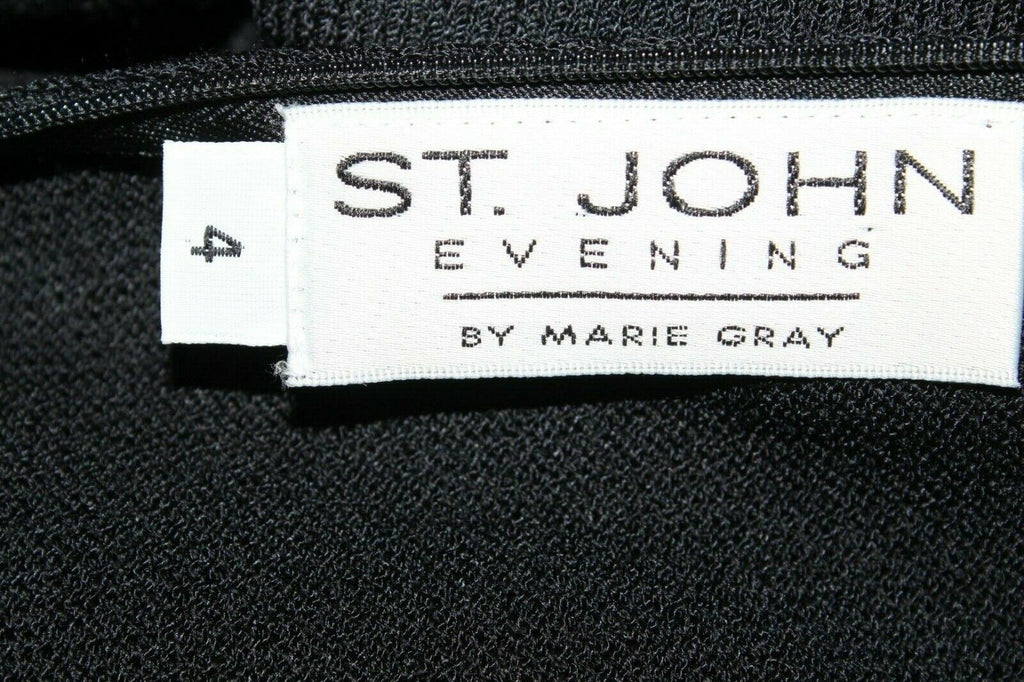 ST. JOHN
EVENING
BY MARIE GRAY
4